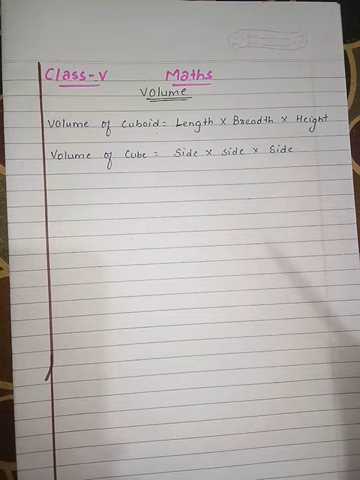 Class-V Maths
Volume
Volume of Cuboid = Length × Breadth × Height
Volume of Cube = Side × Side × Side